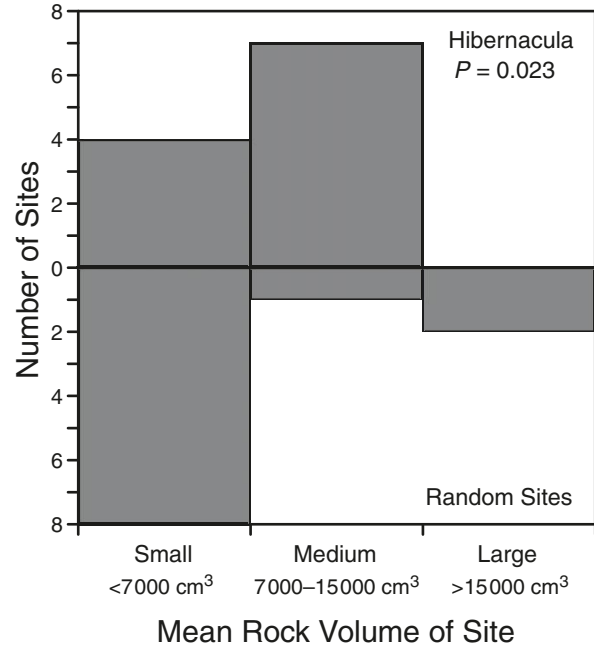 Hibernacula
P = 0.023
Number of Sites
8
6
4
2
0
2
4
6
8
Random Sites
Small
<7000 cm³
Medium
7000–15000 cm³
Large
>15000 cm³
Mean Rock Volume of Site